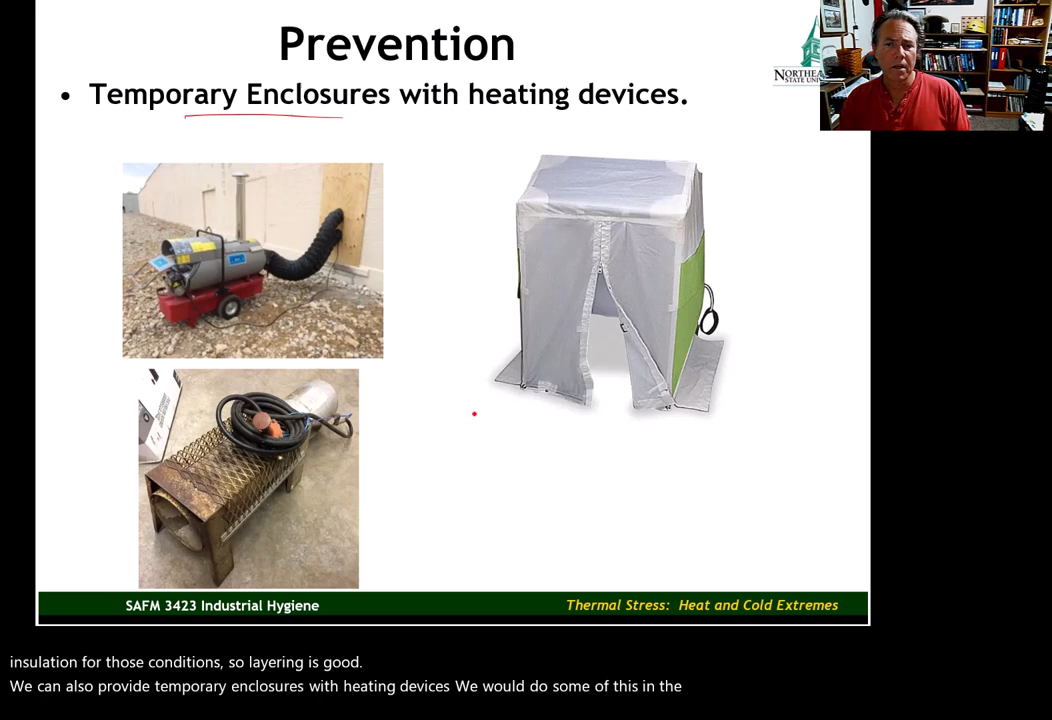 Prevention
• Temporary Enclosures with heating devices.
SAFM 3423 Industrial Hygiene
Thermal Stress: Heat and Cold Extremes
insulation for those conditions, so layering is good.
We can also provide temporary enclosures with heating devices We would do some of this in the